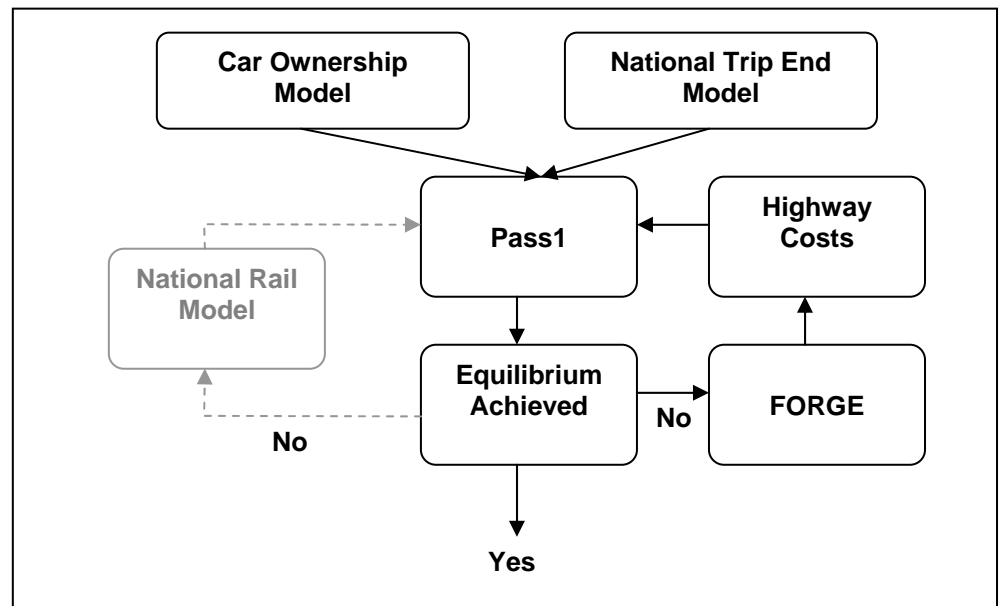 Car Ownership
Model
National Trip End
Model
Pass1
Highway
Costs
National Rail
Model
Equilibrium
Achieved
No
FORGE
No
Yes